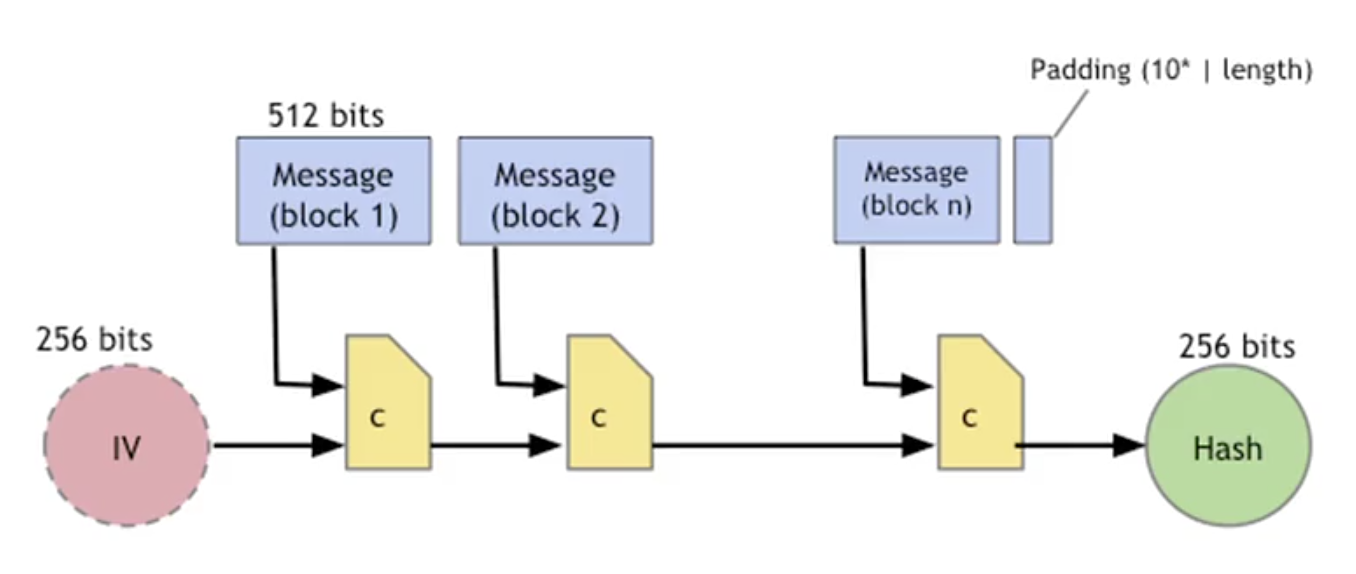 Padding (10* | length)
512 bits
Message
(block 1)
Message
(block 2)
Message
(block n)
256 bits
IV
c
c
c
256 bits
Hash